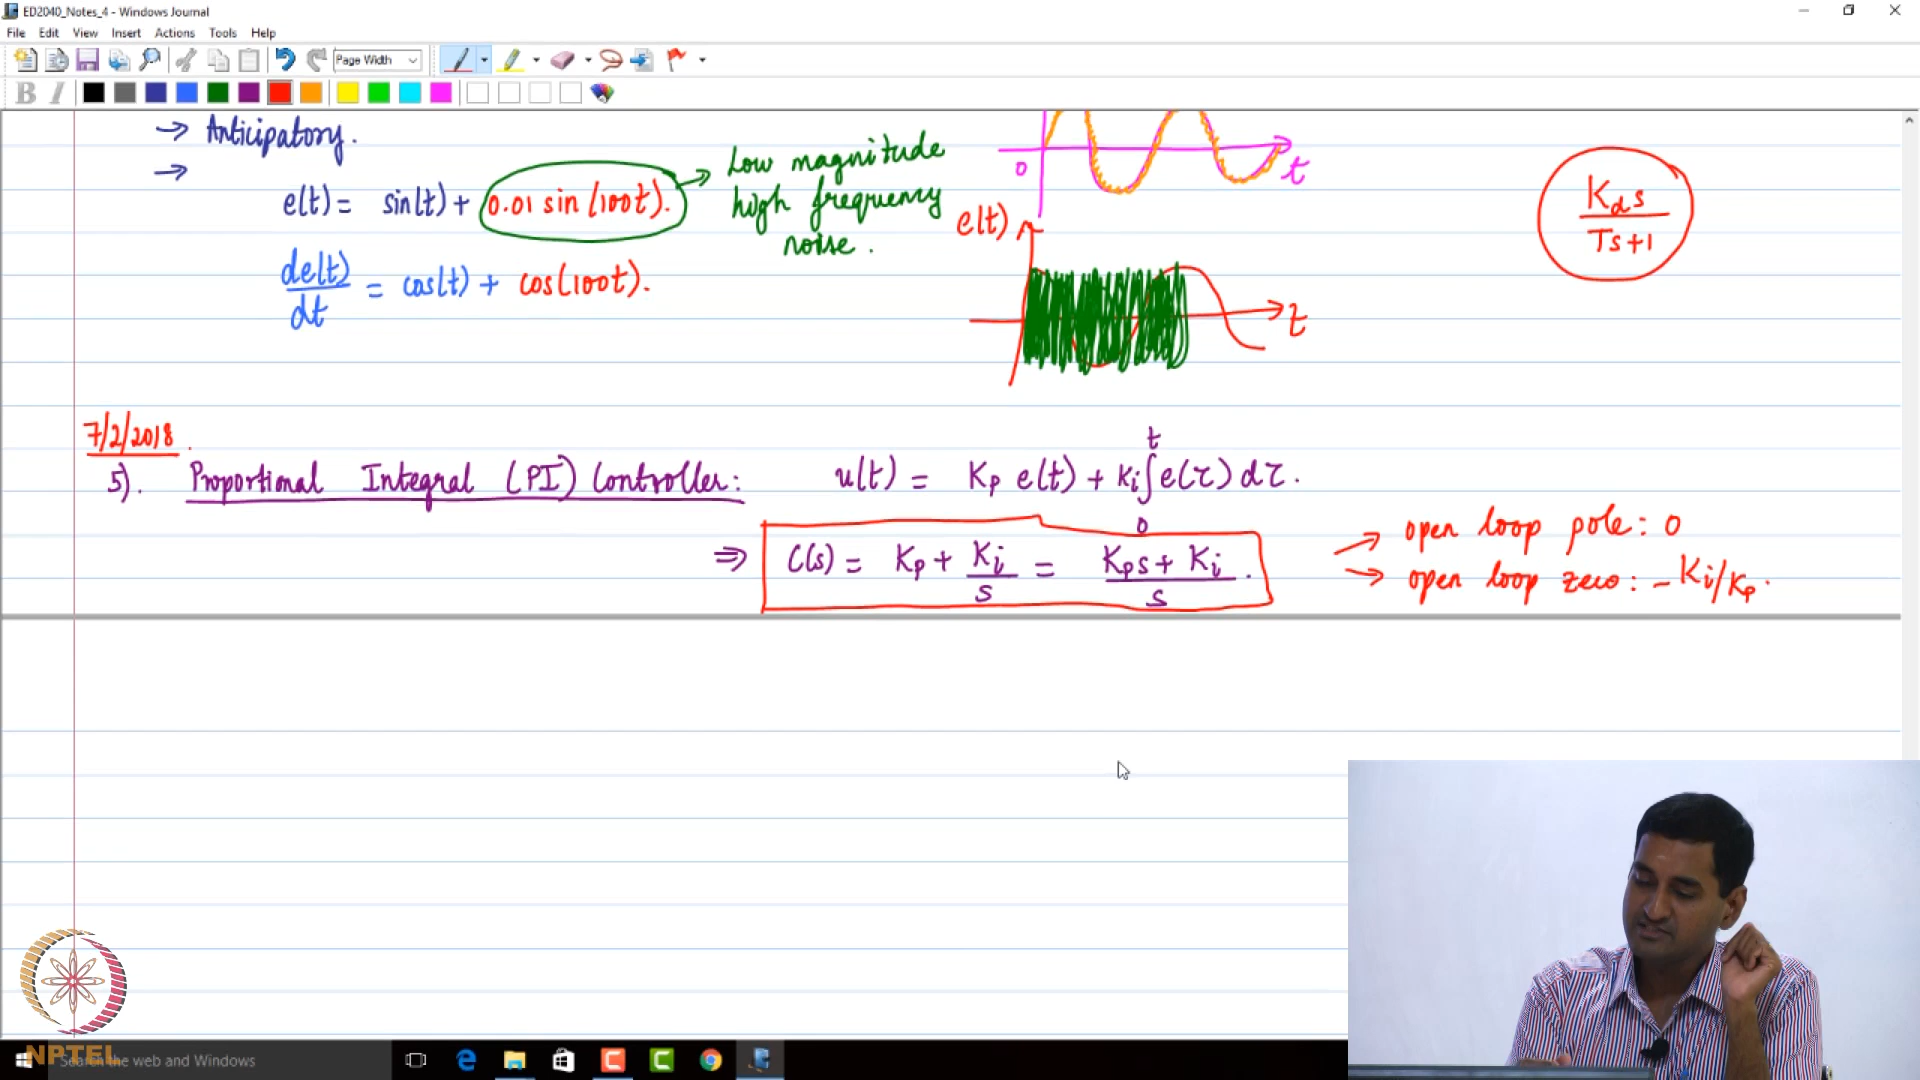 ED2040_Notes_4 - Windows Journal
File Edit View Insert Actions Tools Help
Page Width
B I
→ Anticipatory.
→
e(t) = sin(t) + 0.01 sin(100t). → Low magnitude
high frequency
noise.
de(t)/dt = cos(t) + cos(100t).
0 t
e(t)
t
Kds
Ts+1
7/2/2018.
5). Proportional Integral (PI) Controller: u(t) = Kp e(t) + Ki ∫₀ᵗ e(τ) dτ.
⇒ C(s) = Kp + Ki/s = (Kps + Ki)/s.
→ open loop pole: 0
→ open loop zero: -Ki/Kp.
NPTEL
Search the web and Windows